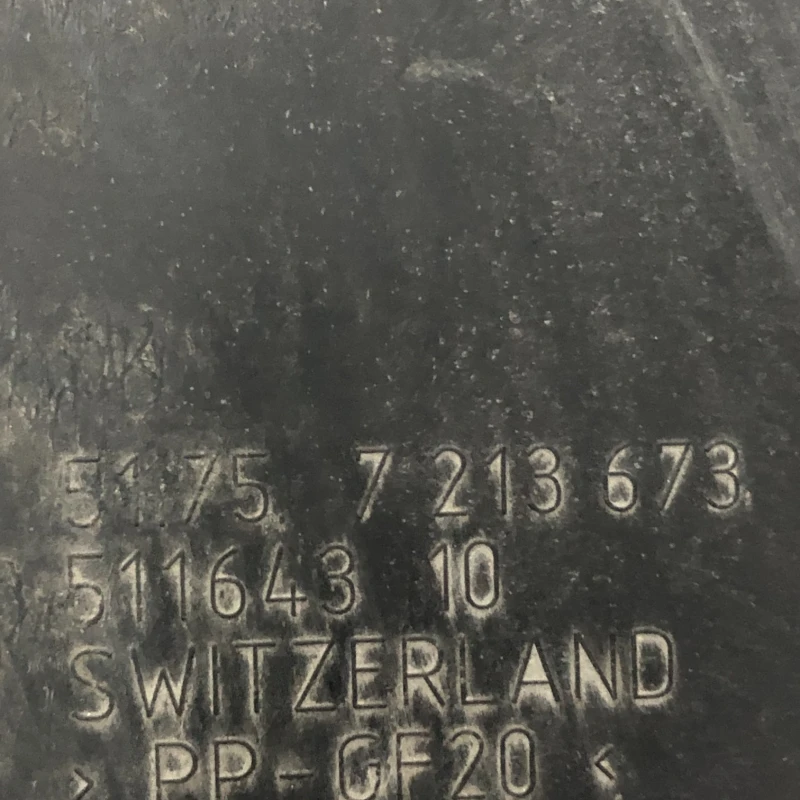 5175 7 213 673
511643 10
SWITZERLAND
> PP-GF20 <